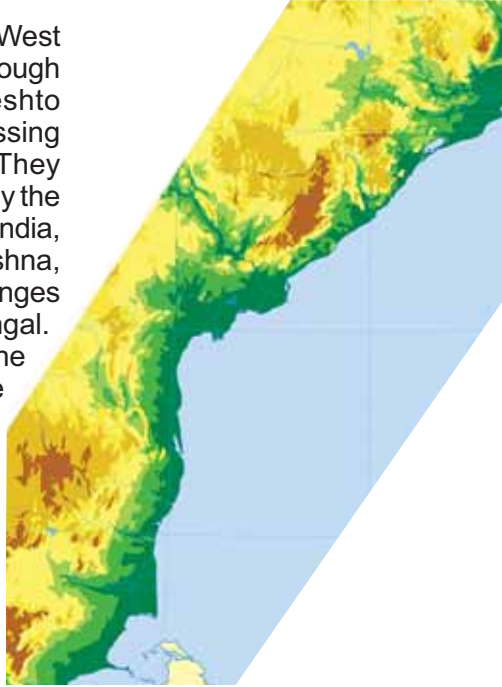 West
ough
eshto
ssing
They
y the
ndia,
shna,
nges
ngal.
ne
e